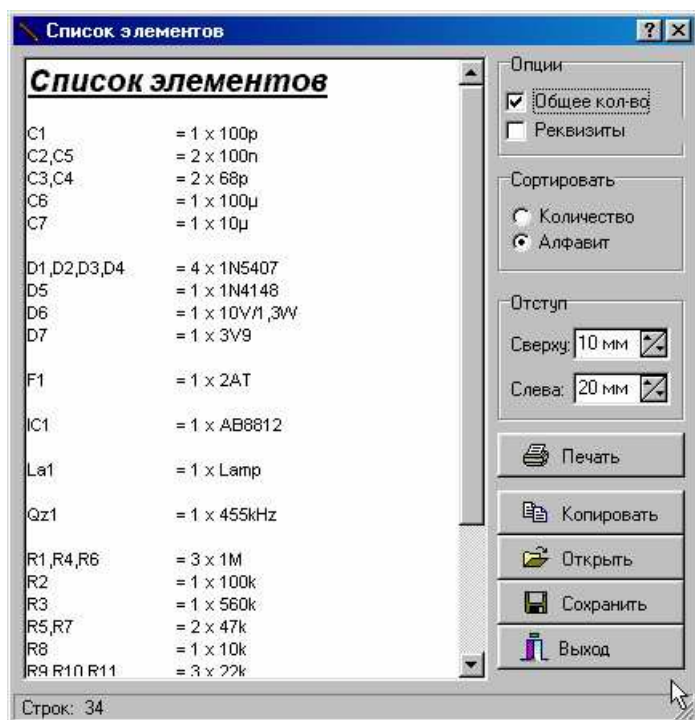 Список элементов
Список элементов
C1 = 1 x 100p
C2,C5 = 2 x 100n
C3,C4 = 2 x 68p
C6 = 1 x 100µ
C7 = 1 x 10µ
D1,D2,D3,D4 = 4 x 1N5407
D5 = 1 x 1N4148
D6 = 1 x 10V/1,3W
D7 = 1 x 3V9
F1 = 1 x 2AT
IC1 = 1 x AB8812
La1 = 1 x Lamp
Qz1 = 1 x 455kHz
R1,R4,R6 = 3 x 1M
R2 = 1 x 100k
R3 = 1 x 560k
R5,R7 = 2 x 47k
R8 = 1 x 10k
R9,R10,R11 = 3 x 22k
Опции
Общее кол-во
Реквизиты
Сортировать
Количество
Алфавит
Отступ
Сверху: 10 мм
Слева: 20 мм
Печать
Копировать
Открыть
Сохранить
Выход
Строк: 34